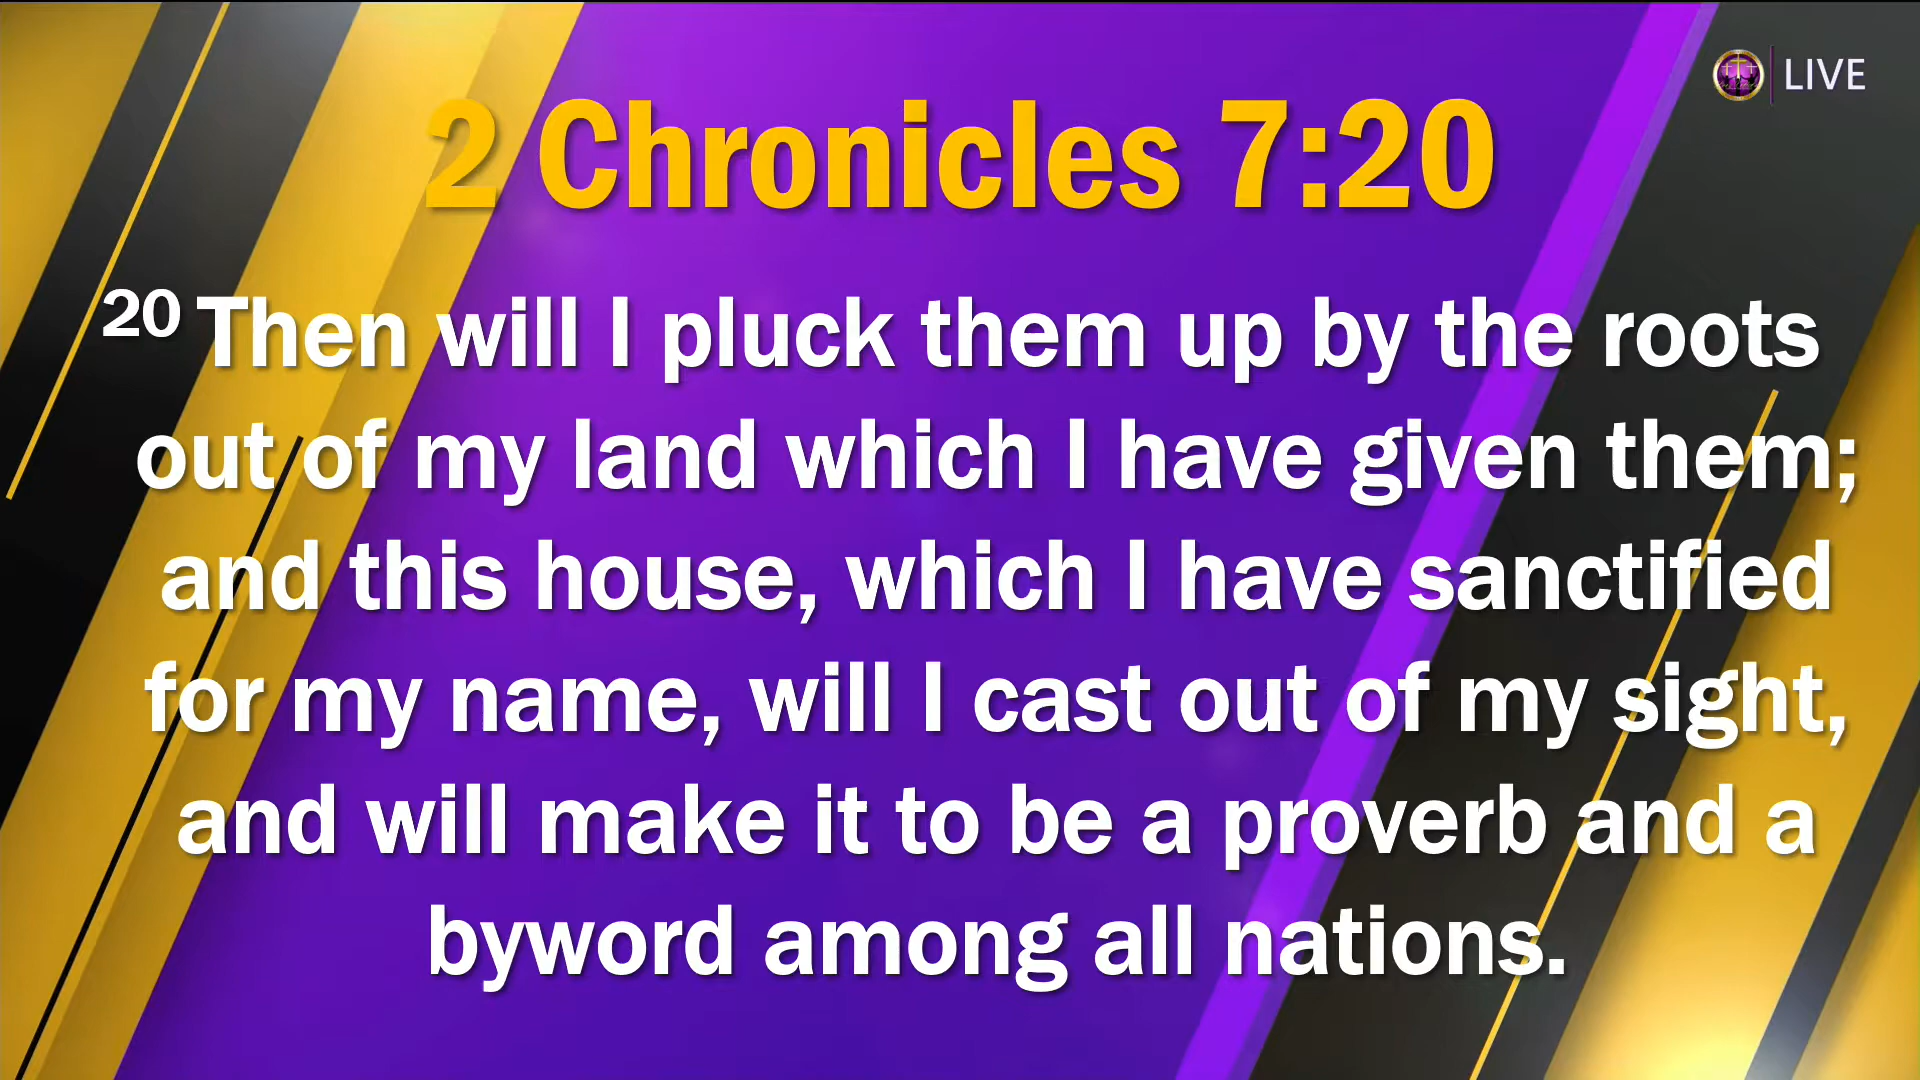 LIVE
2 Chronicles 7:20
20 Then will I pluck them up by the roots
out of my land which I have given them;
and this house, which I have sanctified
for my name, will I cast out of my sight,
and will make it to be a proverb and a
byword among all nations.